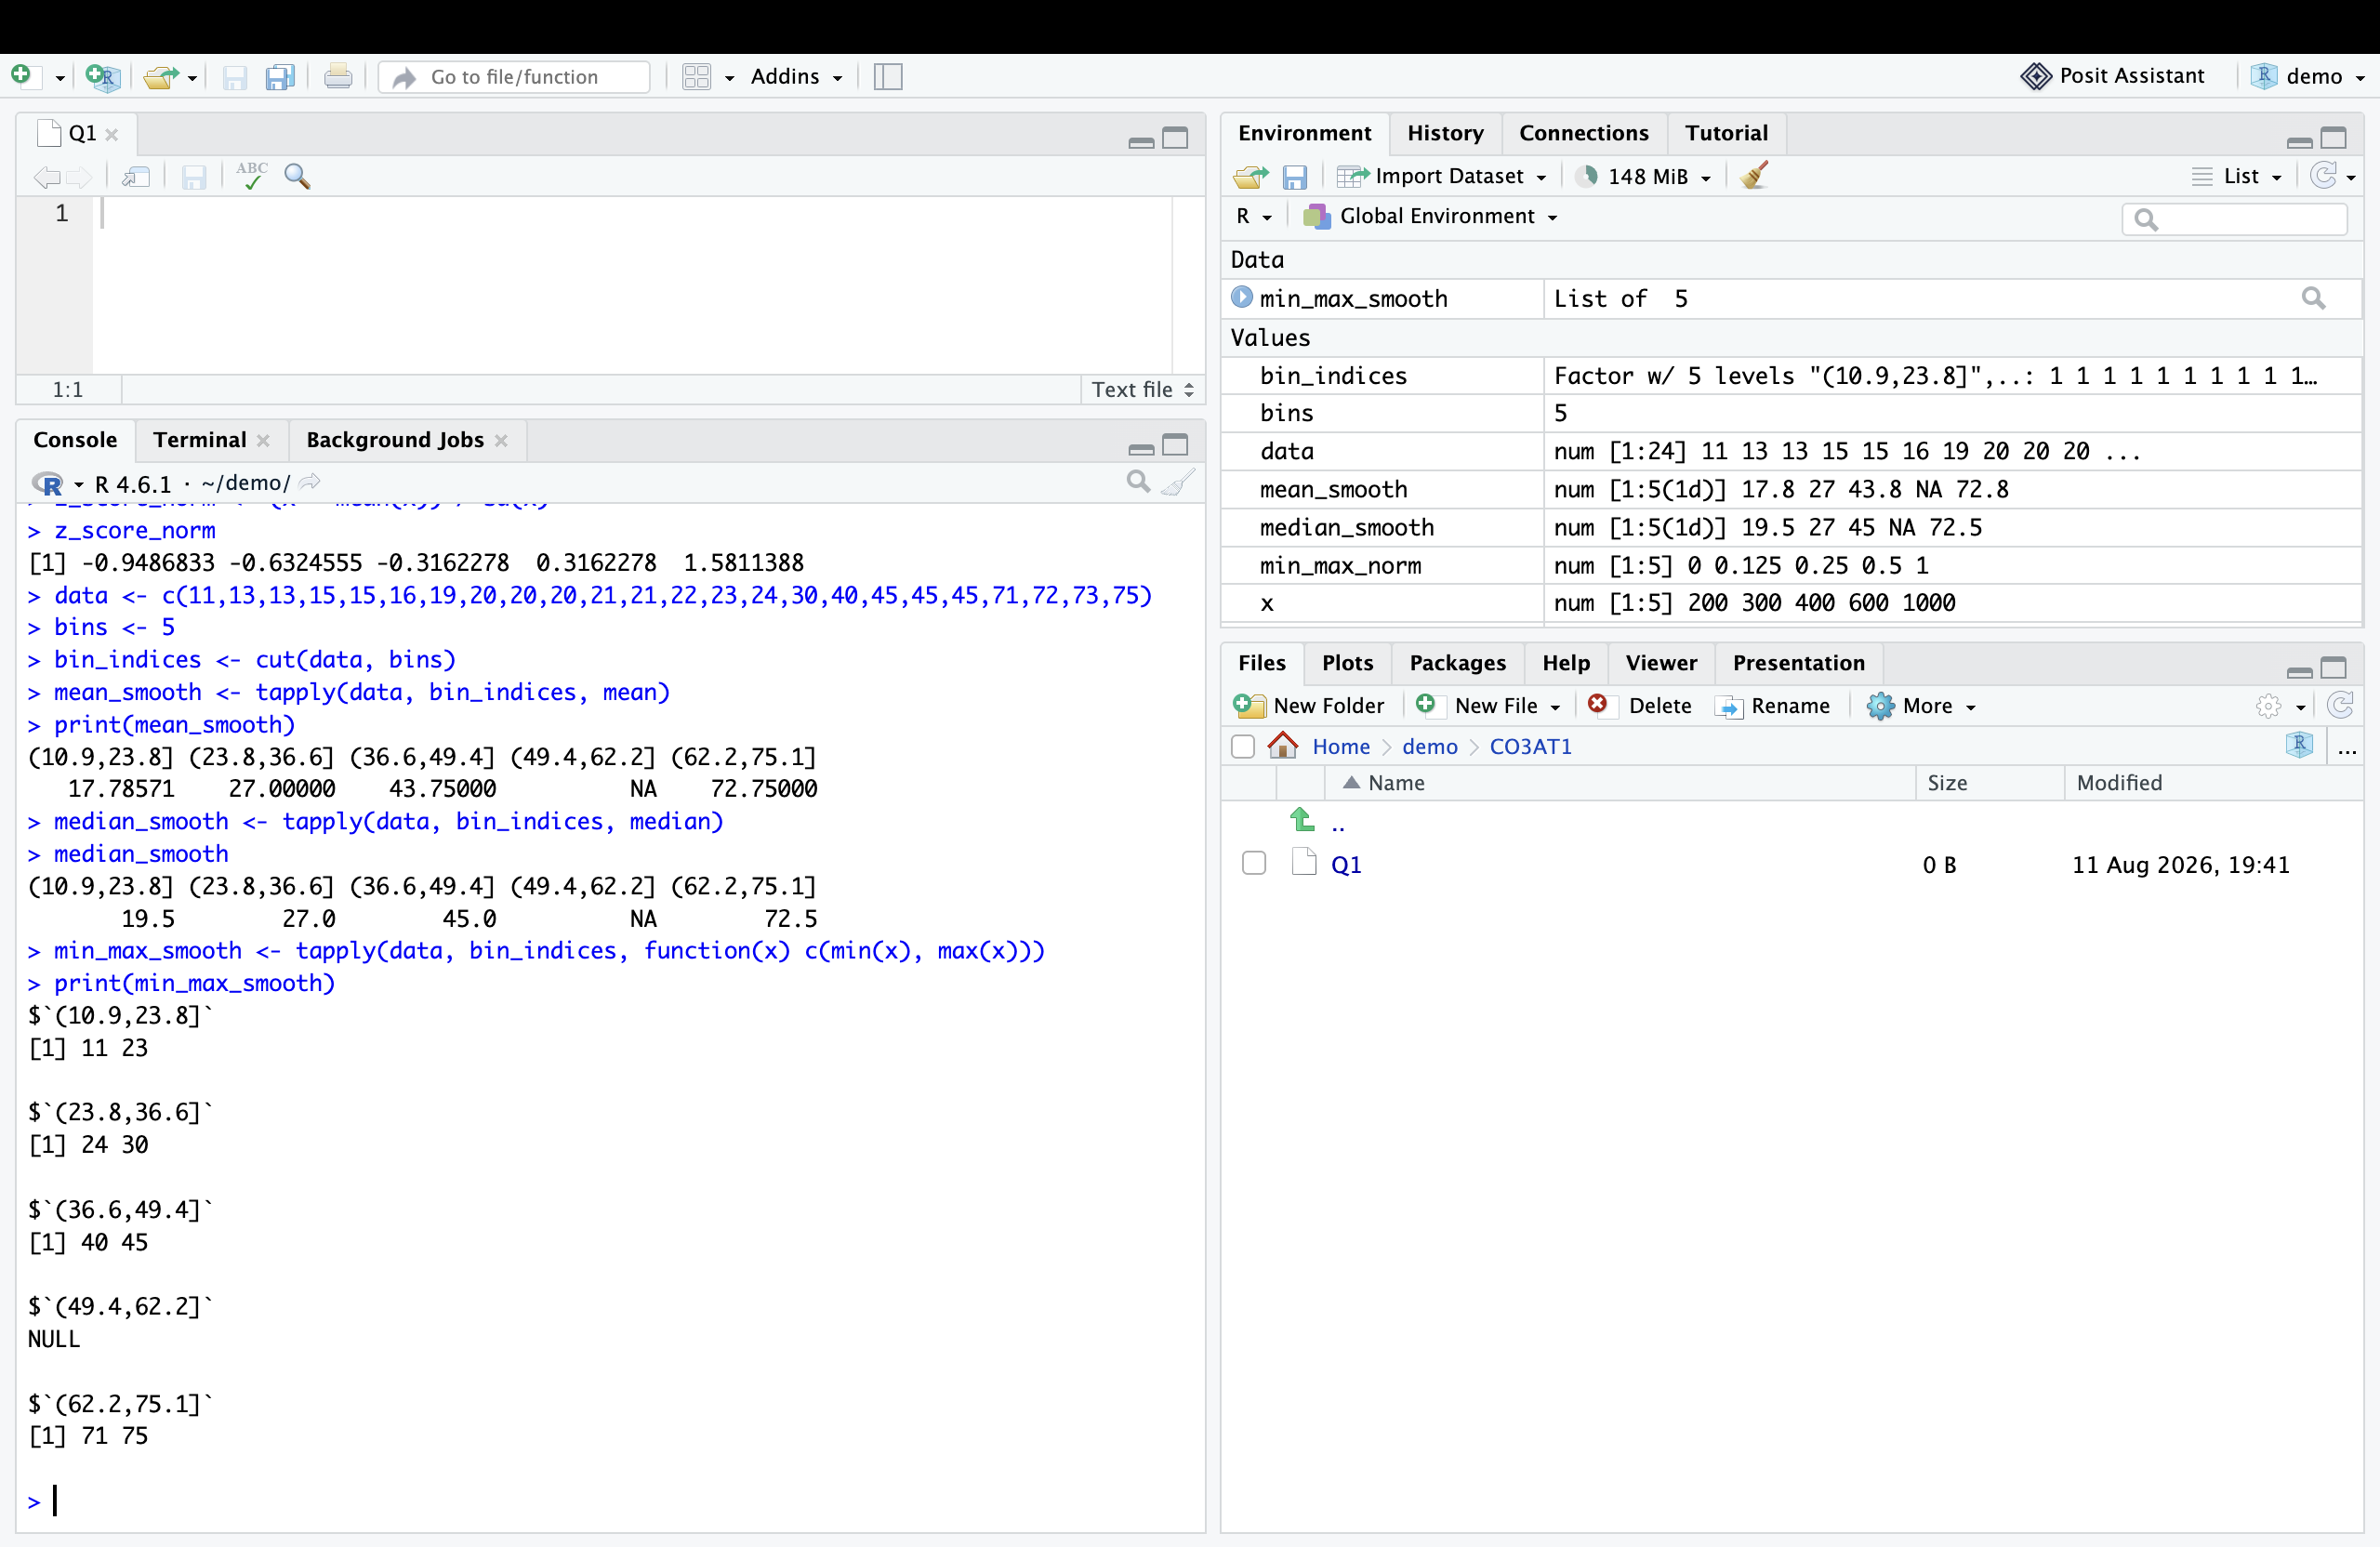 Go to file/function
Addins
Posit Assistant
demo
Q1
ABC
1
1:1
Text file
Console
Terminal
Background Jobs
R 4.6.1 · ~/demo/
> z_score_norm <- (x - mean(x)) / sd(x)
> z_score_norm
[1] -0.9486833 -0.6324555 -0.3162278  0.3162278  1.5811388
> data <- c(11,13,13,15,15,16,19,20,20,20,21,21,22,23,24,30,40,45,45,45,71,72,73,75)
> bins <- 5
> bin_indices <- cut(data, bins)
> mean_smooth <- tapply(data, bin_indices, mean)
> print(mean_smooth)
(10.9,23.8] (23.8,36.6] (36.6,49.4] (49.4,62.2] (62.2,75.1]
   17.78571    27.00000    43.75000          NA    72.75000
> median_smooth <- tapply(data, bin_indices, median)
> median_smooth
(10.9,23.8] (23.8,36.6] (36.6,49.4] (49.4,62.2] (62.2,75.1]
       19.5        27.0        45.0          NA        72.5
> min_max_smooth <- tapply(data, bin_indices, function(x) c(min(x), max(x)))
> print(min_max_smooth)
$`(10.9,23.8]`
[1] 11 23
$`(23.8,36.6]`
[1] 24 30
$`(36.6,49.4]`
[1] 40 45
$`(49.4,62.2]`
NULL
$`(62.2,75.1]`
[1] 71 75
>
Environment
History
Connections
Tutorial
Import Dataset
148 MiB
List
R
Global Environment
Data
min_max_smooth List of  5
Values
bin_indices Factor w/ 5 levels "(10.9,23.8]",..: 1 1 1 1 1 1 1 1 1 1…
bins 5
data num [1:24] 11 13 13 15 15 16 19 20 20 20 ...
mean_smooth num [1:5(1d)] 17.8 27 43.8 NA 72.8
median_smooth num [1:5(1d)] 19.5 27 45 NA 72.5
min_max_norm num [1:5] 0 0.125 0.25 0.5 1
x num [1:5] 200 300 400 600 1000
Files
Plots
Packages
Help
Viewer
Presentation
New Folder
New File
Delete
Rename
More
Home
demo
CO3AT1
...
Name
Size
Modified
..
Q1 0 B 11 Aug 2026, 19:41